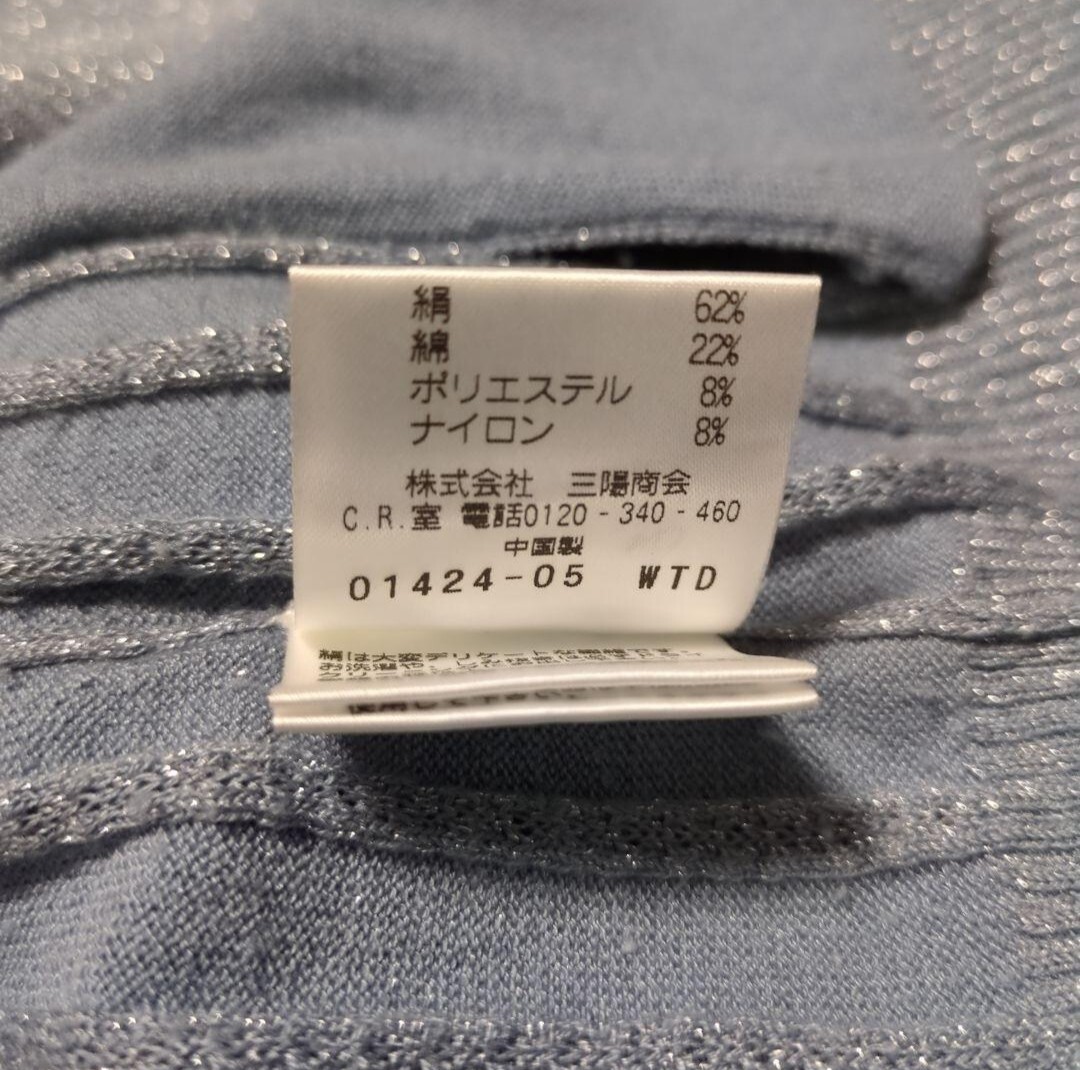 絹 62%
綿 22%
ポリエステル 8%
ナイロン 8%
株式会社 三陽商会
C.R.室 電話0120-340-460
中国製
01424-05 WTD